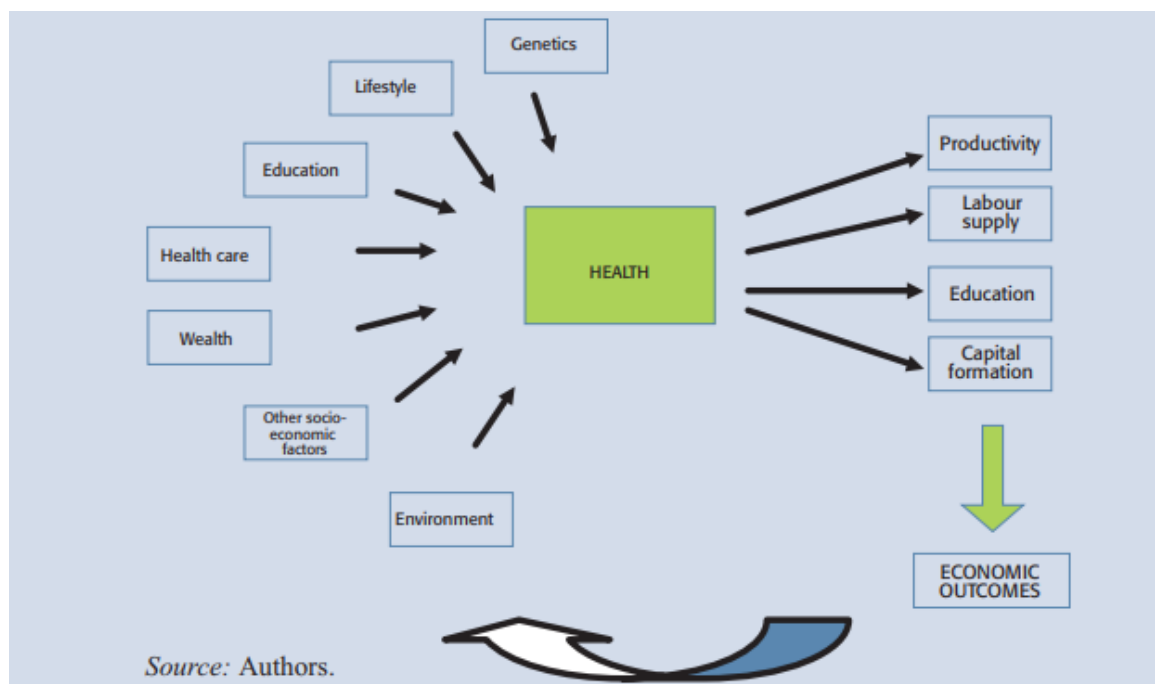 Genetics
Lifestyle
Education
Health care
Wealth
Other socio-
economic
factors
Environment
HEALTH
Productivity
Labour
supply
Education
Capital
formation
ECONOMIC
OUTCOMES
Source: Authors.